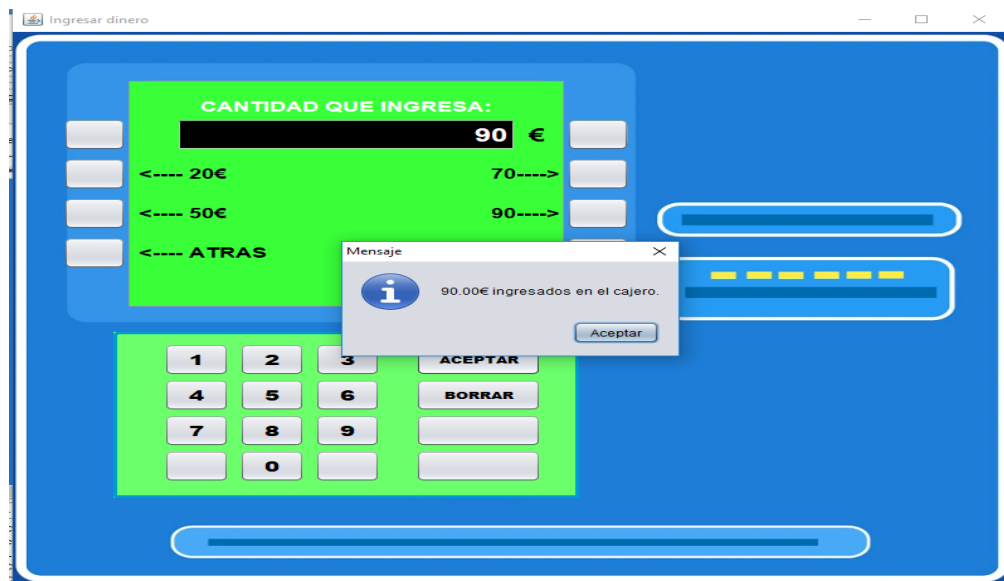 Ingresar dinero
CANTIDAD QUE INGRESA:
90 €
<---- 20€ 70---->
<---- 50€ 90---->
<---- ATRAS
Mensaje
90.00€ ingresados en el cajero.
Aceptar
1 2 3 ACEPTAR
4 5 6 BORRAR
7 8 9
0